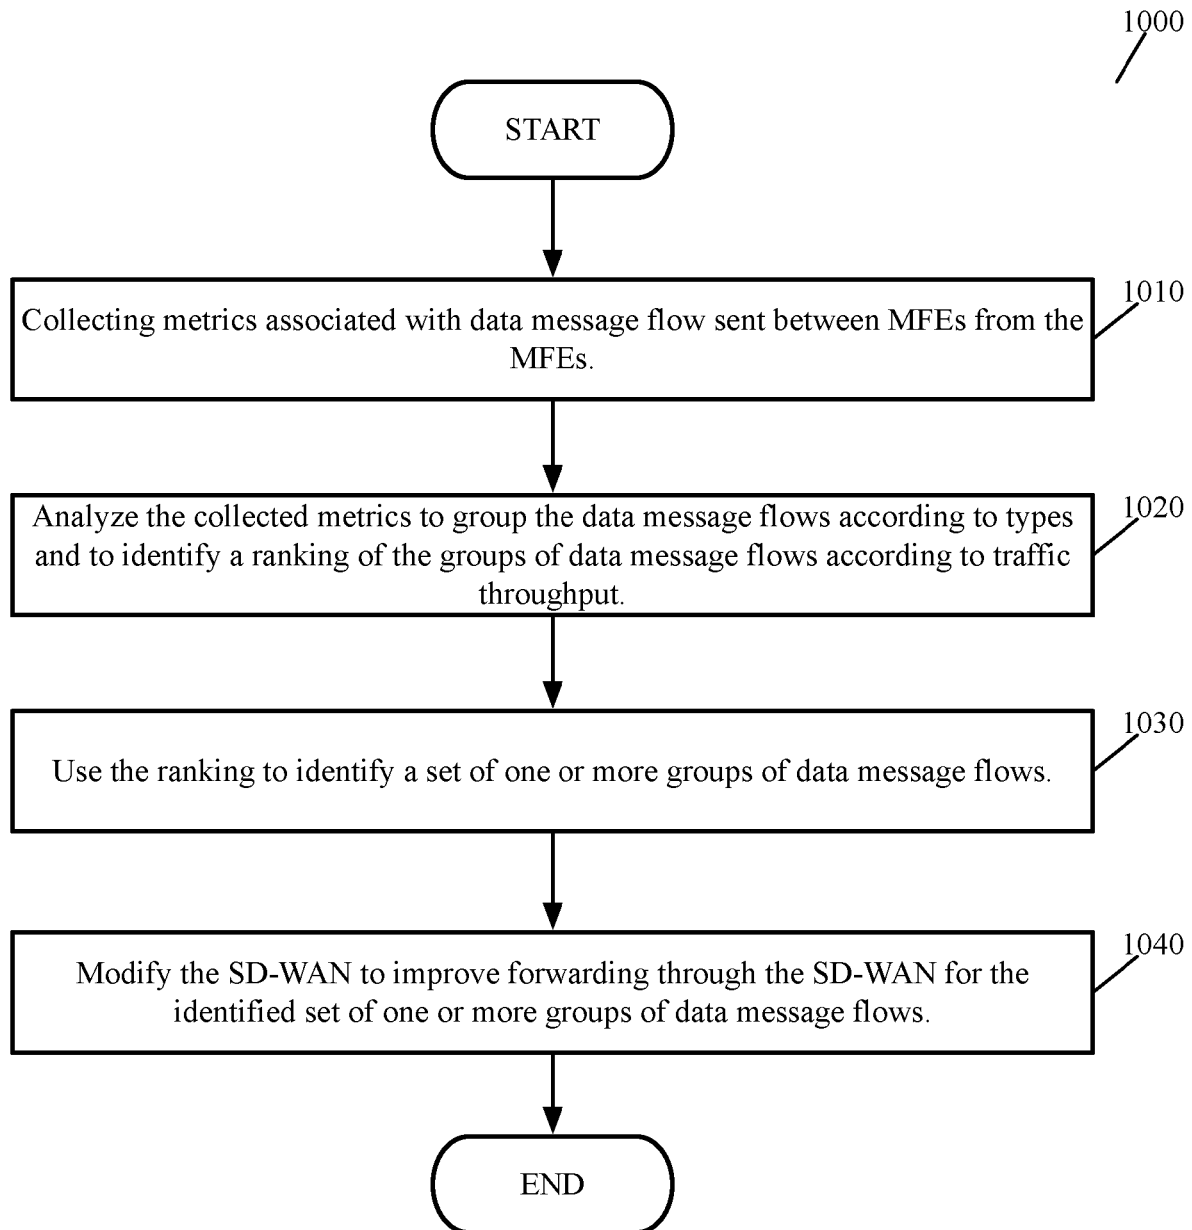 1000
START
1010
Collecting metrics associated with data message flow sent between MFEs from the
MFEs.
1020
Analyze the collected metrics to group the data message flows according to types
and to identify a ranking of the groups of data message flows according to traffic
throughput.
1030
Use the ranking to identify a set of one or more groups of data message flows.
1040
Modify the SD-WAN to improve forwarding through the SD-WAN for the
identified set of one or more groups of data message flows.
END